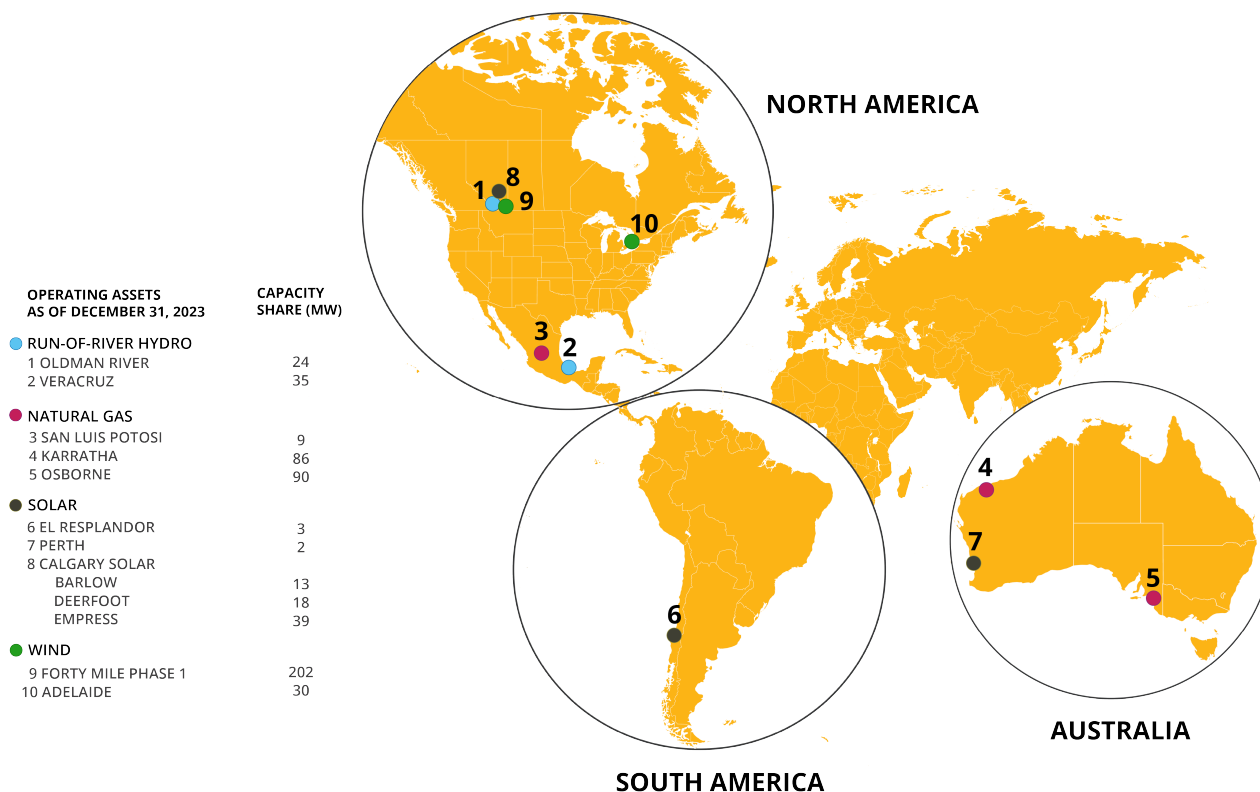 NORTH AMERICA
1
8
9
10
3
2
OPERATING ASSETS
AS OF DECEMBER 31, 2023
CAPACITY
SHARE (MW)
RUN-OF-RIVER HYDRO
1 OLDMAN RIVER 24
2 VERACRUZ 35
NATURAL GAS
3 SAN LUIS POTOSI 9
4 KARRATHA 86
5 OSBORNE 90
SOLAR
6 EL RESPLANDOR 3
7 PERTH 2
8 CALGARY SOLAR
BARLOW 13
DEERFOOT 18
EMPRESS 39
WIND
9 FORTY MILE PHASE 1 202
10 ADELAIDE 30
6
SOUTH AMERICA
4
7
5
AUSTRALIA